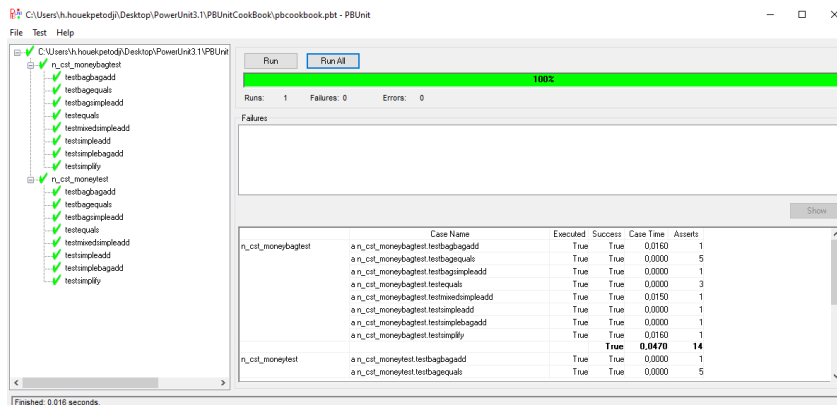 C:\Users\h.houekpetodji\Desktop\PowerUnit3.1\PBUnitCookBook\pbcookbook.pbt - PBUnit
File Test Help
C:\Users\h.houekpetodji\Desktop\PowerUnit3.1\PBUnit
n_cst_moneybagtest
testbagbagadd
testbagequals
testbagsimpleadd
testequals
testmixedsimpleadd
testsimpleadd
testsimplebagadd
testsimplify
n_cst_moneytest
testbagbagadd
testbagequals
testbagsimpleadd
testequals
testmixedsimpleadd
testsimpleadd
testsimplebagadd
testsimplify
Run Run All
100%
Runs: 1 Failures: 0 Errors: 0
Failures
Show
Case Name Executed Success Case Time Asserts
n_cst_moneybagtest a n_cst_moneybagtest.testbagbagadd True True 0,0160 1
a n_cst_moneybagtest.testbagequals True True 0,0000 5
a n_cst_moneybagtest.testbagsimpleadd True True 0,0000 1
a n_cst_moneybagtest.testequals True True 0,0000 3
a n_cst_moneybagtest.testmixedsimpleadd True True 0,0150 1
a n_cst_moneybagtest.testsimpleadd True True 0,0000 1
a n_cst_moneybagtest.testsimplebagadd True True 0,0000 1
a n_cst_moneybagtest.testsimplify True True 0,0160 1
True 0,0470 14
n_cst_moneytest a n_cst_moneytest.testbagbagadd True True 0,0000 1
a n_cst_moneytest.testbagequals True True 0,0000 5
Finished: 0,016 seconds.